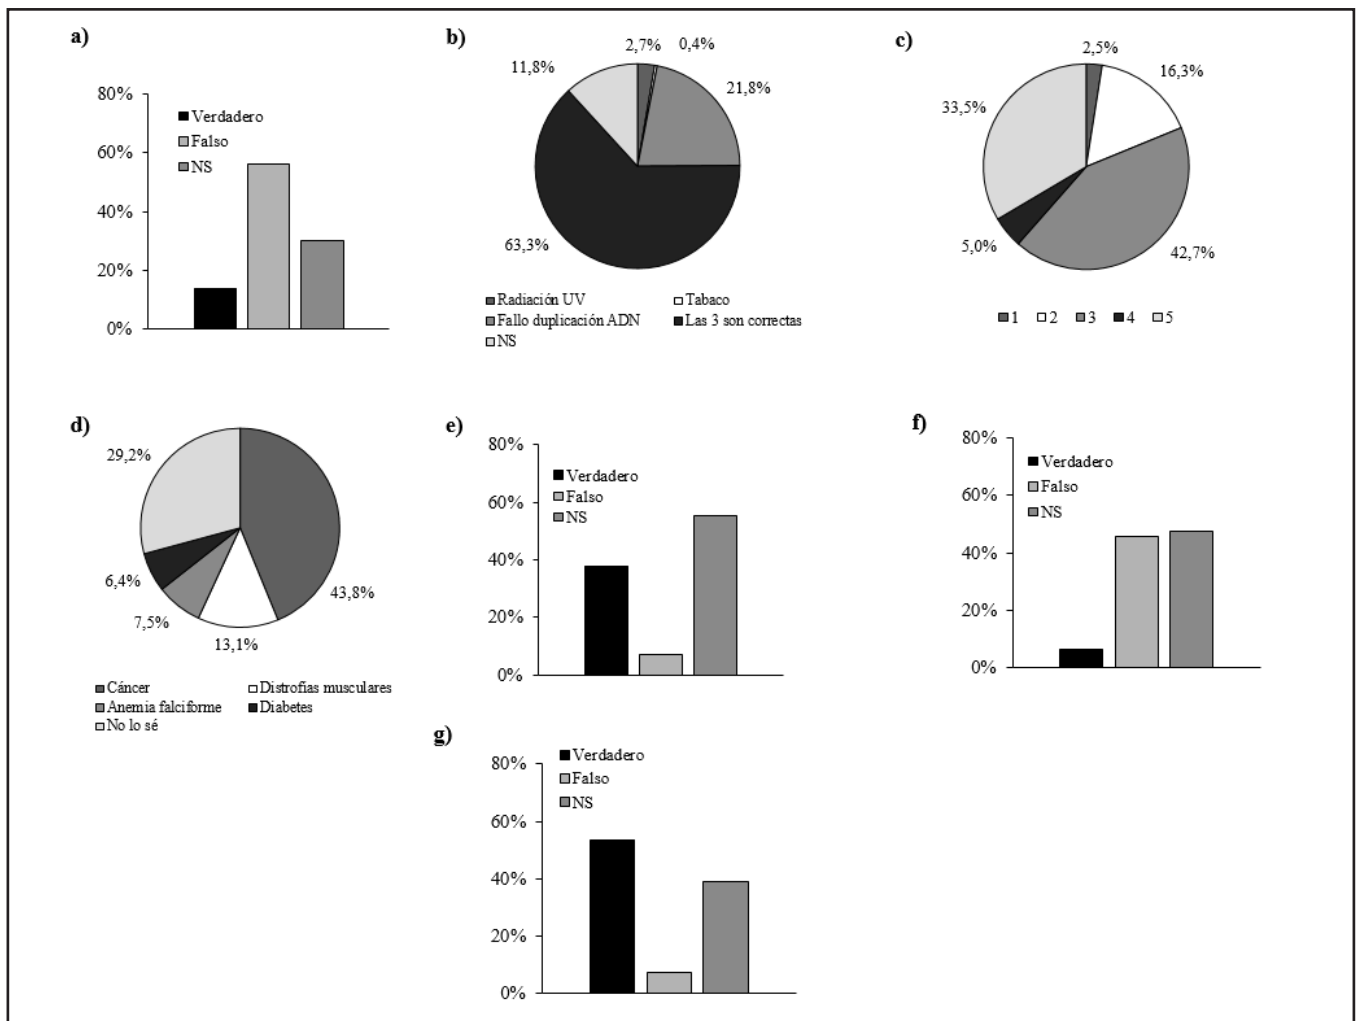 a)
80%
60%
40%
20%
0%
Verdadero
Falso
NS
b)
2,7%
0,4%
11,8%
21,8%
63,3%
Radiación UV
Tabaco
Fallo duplicación ADN
Las 3 son correctas
NS
c)
2,5%
16,3%
33,5%
5,0%
42,7%
1 2 3 4 5
d)
29,2%
6,4%
43,8%
7,5%
13,1%
Cáncer
Distrofías musculares
Anemia falciforme
Diabetes
No lo sé
e)
80%
60%
40%
20%
0%
Verdadero
Falso
NS
f)
80%
60%
40%
20%
0%
Verdadero
Falso
NS
g)
80%
60%
40%
20%
0%
Verdadero
Falso
NS